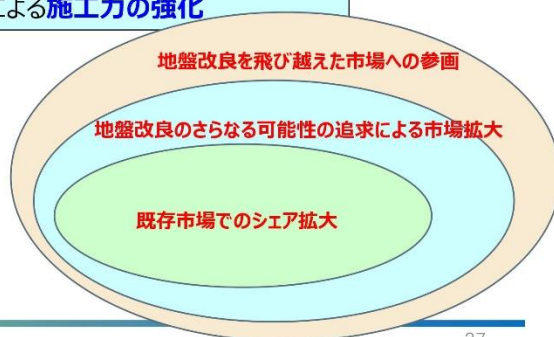 による施工力の強化
地盤改良を飛び越えた市場への参画
地盤改良のさらなる可能性の追求による市場拡大
既存市場でのシェア拡大